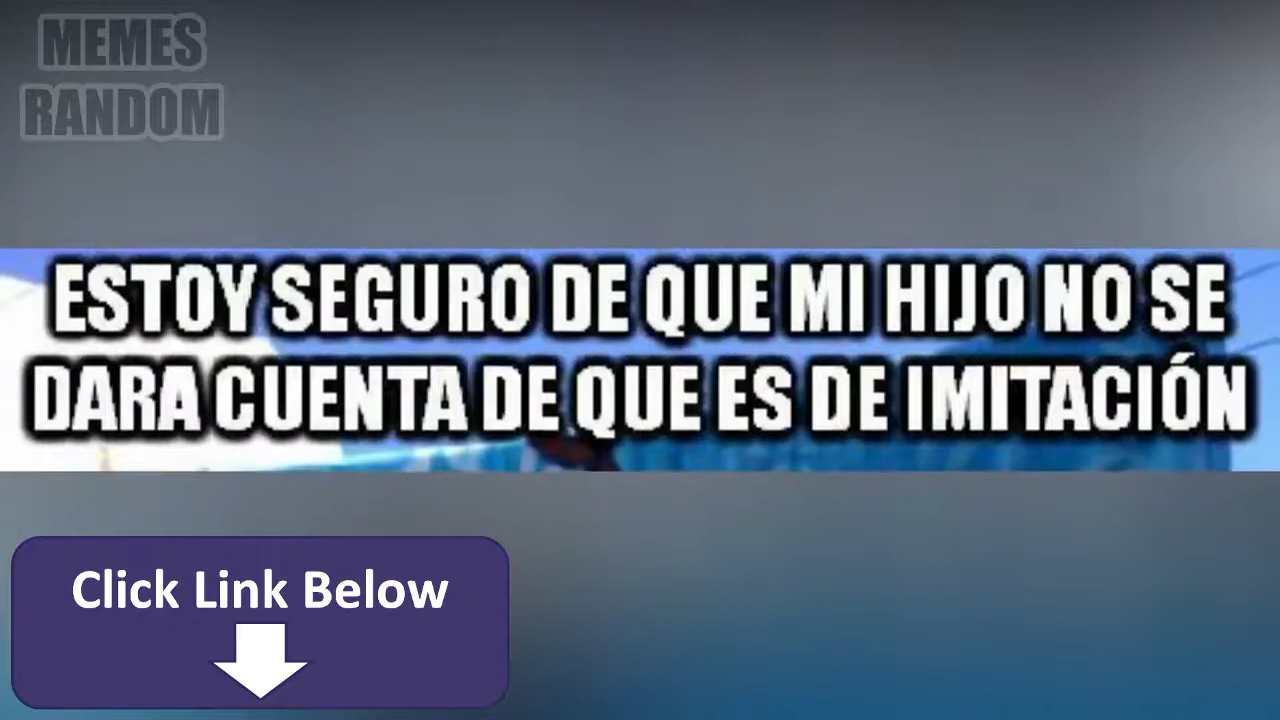 MEMES
RANDOM
ESTOY SEGURO DE QUE MI HIJO NO SE
DARA CUENTA DE QUE ES DE IMITACIÓN
Click Link Below